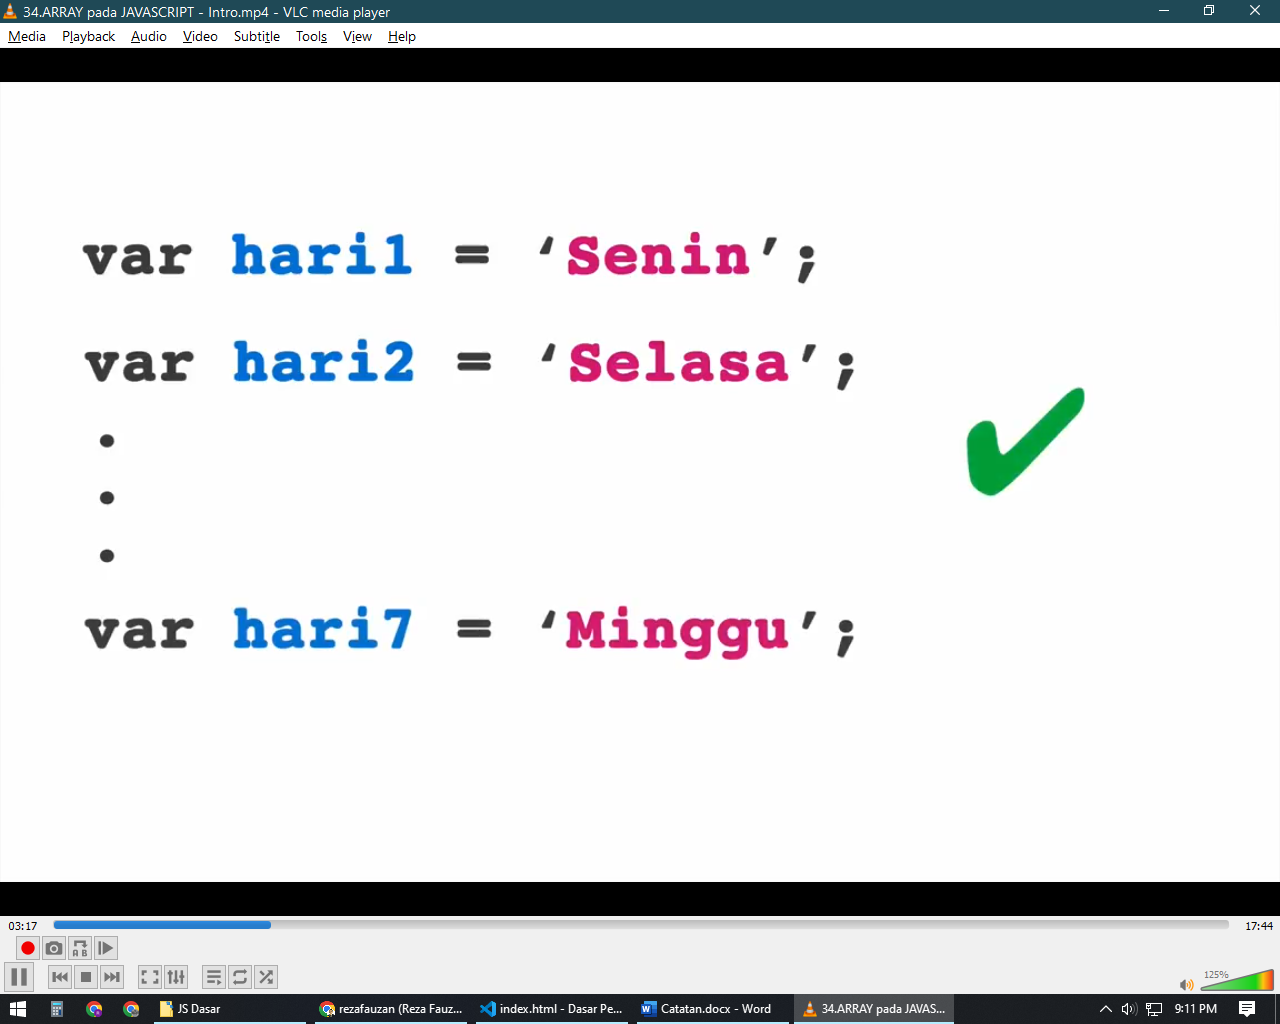 34.ARRAY pada JAVASCRIPT - Intro.mp4 - VLC media player
Media Playback Audio Video Subtitle Tools View Help
var hari1 = ‘Senin’;
var hari2 = ‘Selasa’;
.
.
.
var hari7 = ‘Minggu’;
03:17 17:44
A B
125%
JS Dasar rezafauzan (Reza Fauz... index.html - Dasar Pe... Catatan.docx - Word 34.ARRAY pada JAVAS... 9:11 PM